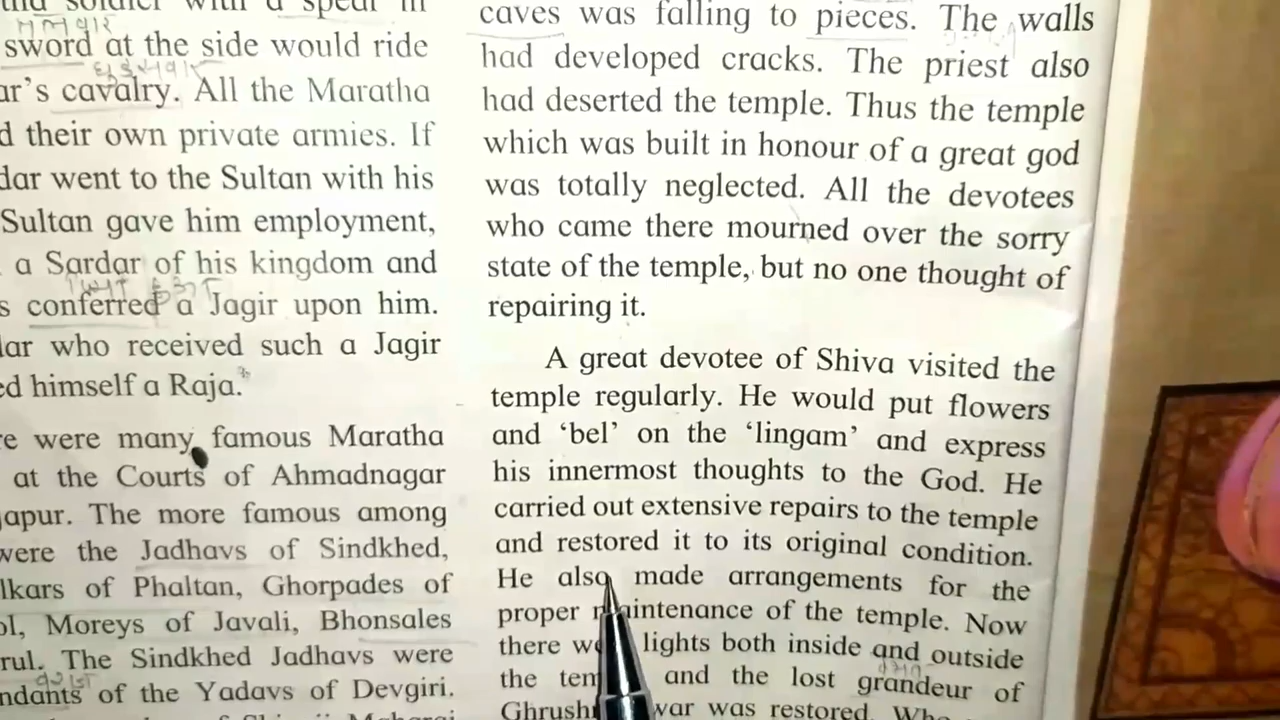 soldier with a spear in
sword at the side would ride
ar's cavalry. All the Maratha
d their own private armies. If
dar went to the Sultan with his
Sultan gave him employment,
a Sardar of his kingdom and
s conferred a Jagir upon him.
lar who received such a Jagir
ed himself a Raja.
re were many famous Maratha
at the Courts of Ahmadnagar
japur. The more famous among
were the Jadhavs of Sindkhed,
lkars of Phaltan, Ghorpades of
ol, Moreys of Javali, Bhonsales
rul. The Sindkhed Jadhavs were
ndants of the Yadavs of Devgiri.
caves was falling to pieces. The walls
had developed cracks. The priest also
had deserted the temple. Thus the temple
which was built in honour of a great god
was totally neglected. All the devotees
who came there mourned over the sorry
state of the temple, but no one thought of
repairing it.
A great devotee of Shiva visited the
temple regularly. He would put flowers
and ‘bel’ on the ‘lingam’ and express
his innermost thoughts to the God. He
carried out extensive repairs to the temple
and restored it to its original condition.
He also made arrangements for the
proper maintenance of the temple. Now
there we lights both inside and outside
the tem and the lost grandeur of
Ghrush war was restored. Who